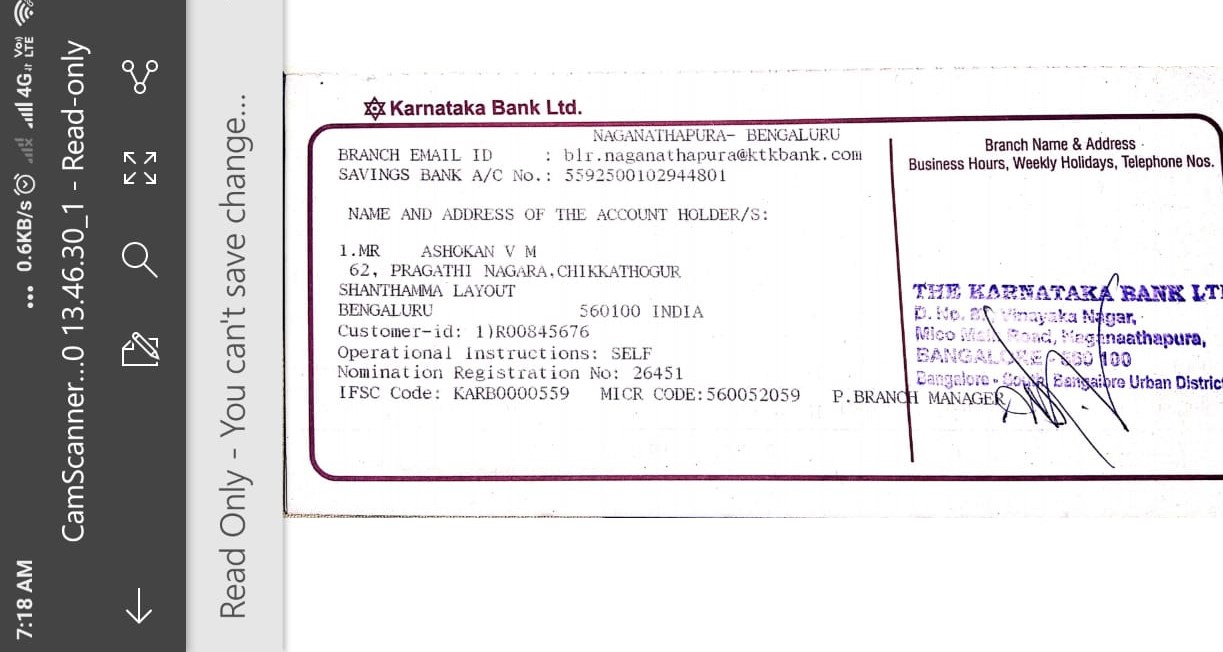 7:18 AM
... 0.6KB/s 4G LTE
CamScanner...0 13.46.30_1 - Read-only
Read Only - You can't save change...
Karnataka Bank Ltd.
NAGANATHAPURA- BENGALURU
BRANCH EMAIL ID : blr.naganathapura@ktkbank.com
SAVINGS BANK A/C No.: 5592500102944801
NAME AND ADDRESS OF THE ACCOUNT HOLDER/S:
1.MR ASHOKAN V M
62, PRAGATHI NAGARA,CHIKKATHOGUR
SHANTHAMMA LAYOUT
BENGALURU 560100 INDIA
Customer-id: 1)R00845676
Operational Instructions: SELF
Nomination Registration No: 26451
IFSC Code: KARB0000559 MICR CODE:560052059 P.BRANCH MANAGER
Branch Name & Address
Business Hours, Weekly Holidays, Telephone Nos.
THE KARNATAKA BANK LT
D. No. Vinayaka Nagar,
Mico Road, Naganaathapura,
BANGALORE - 560 100
Bangalore - South, Bangalore Urban Distric